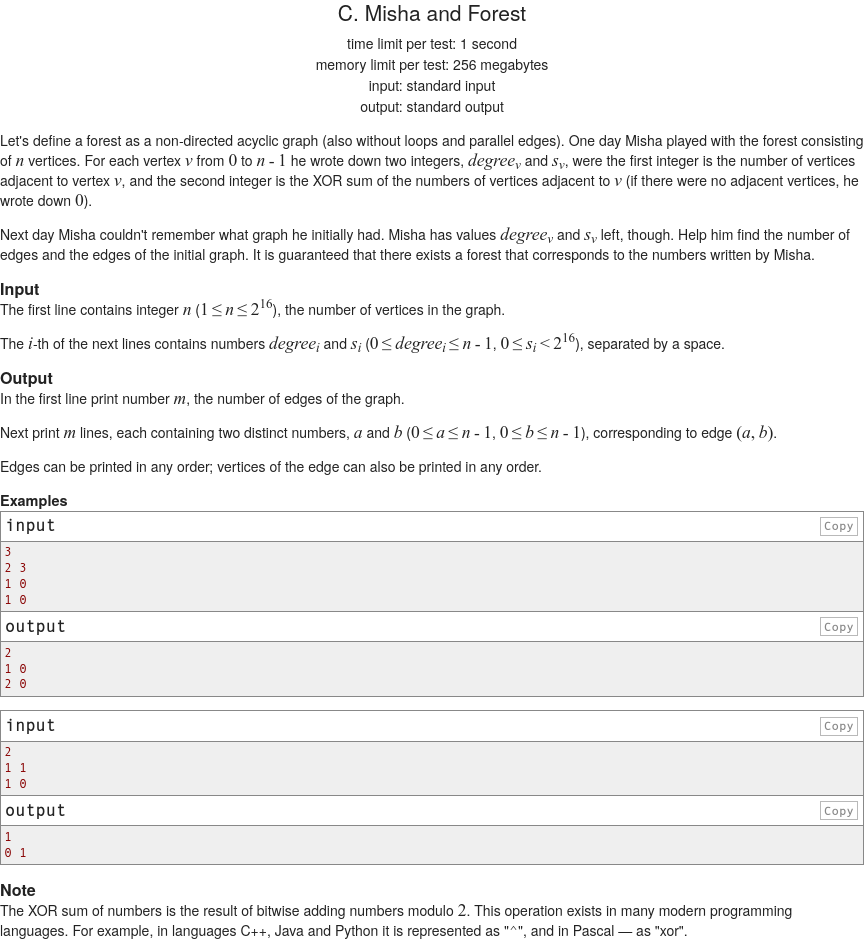 C. Misha and Forest
time limit per test: 1 second
memory limit per test: 256 megabytes
input: standard input
output: standard output
Let's define a forest as a non-directed acyclic graph (also without loops and parallel edges). One day Misha played with the forest consisting
of n vertices. For each vertex v from 0 to n - 1 he wrote down two integers, degree_v and s_v, were the first integer is the number of vertices
adjacent to vertex v, and the second integer is the XOR sum of the numbers of vertices adjacent to v (if there were no adjacent vertices, he
wrote down 0).
Next day Misha couldn't remember what graph he initially had. Misha has values degree_v and s_v left, though. Help him find the number of
edges and the edges of the initial graph. It is guaranteed that there exists a forest that corresponds to the numbers written by Misha.
Input
The first line contains integer n (1 ≤ n ≤ 2^16), the number of vertices in the graph.
The i-th of the next lines contains numbers degree_i and s_i (0 ≤ degree_i ≤ n - 1, 0 ≤ s_i < 2^16), separated by a space.
Output
In the first line print number m, the number of edges of the graph.
Next print m lines, each containing two distinct numbers, a and b (0 ≤ a ≤ n - 1, 0 ≤ b ≤ n - 1), corresponding to edge (a, b).
Edges can be printed in any order; vertices of the edge can also be printed in any order.
Examples
input Copy
3
2 3
1 0
1 0
output Copy
2
1 0
2 0
input Copy
2
1 1
1 0
output Copy
1
0 1
Note
The XOR sum of numbers is the result of bitwise adding numbers modulo 2. This operation exists in many modern programming
languages. For example, in languages C++, Java and Python it is represented as "^", and in Pascal — as "xor".